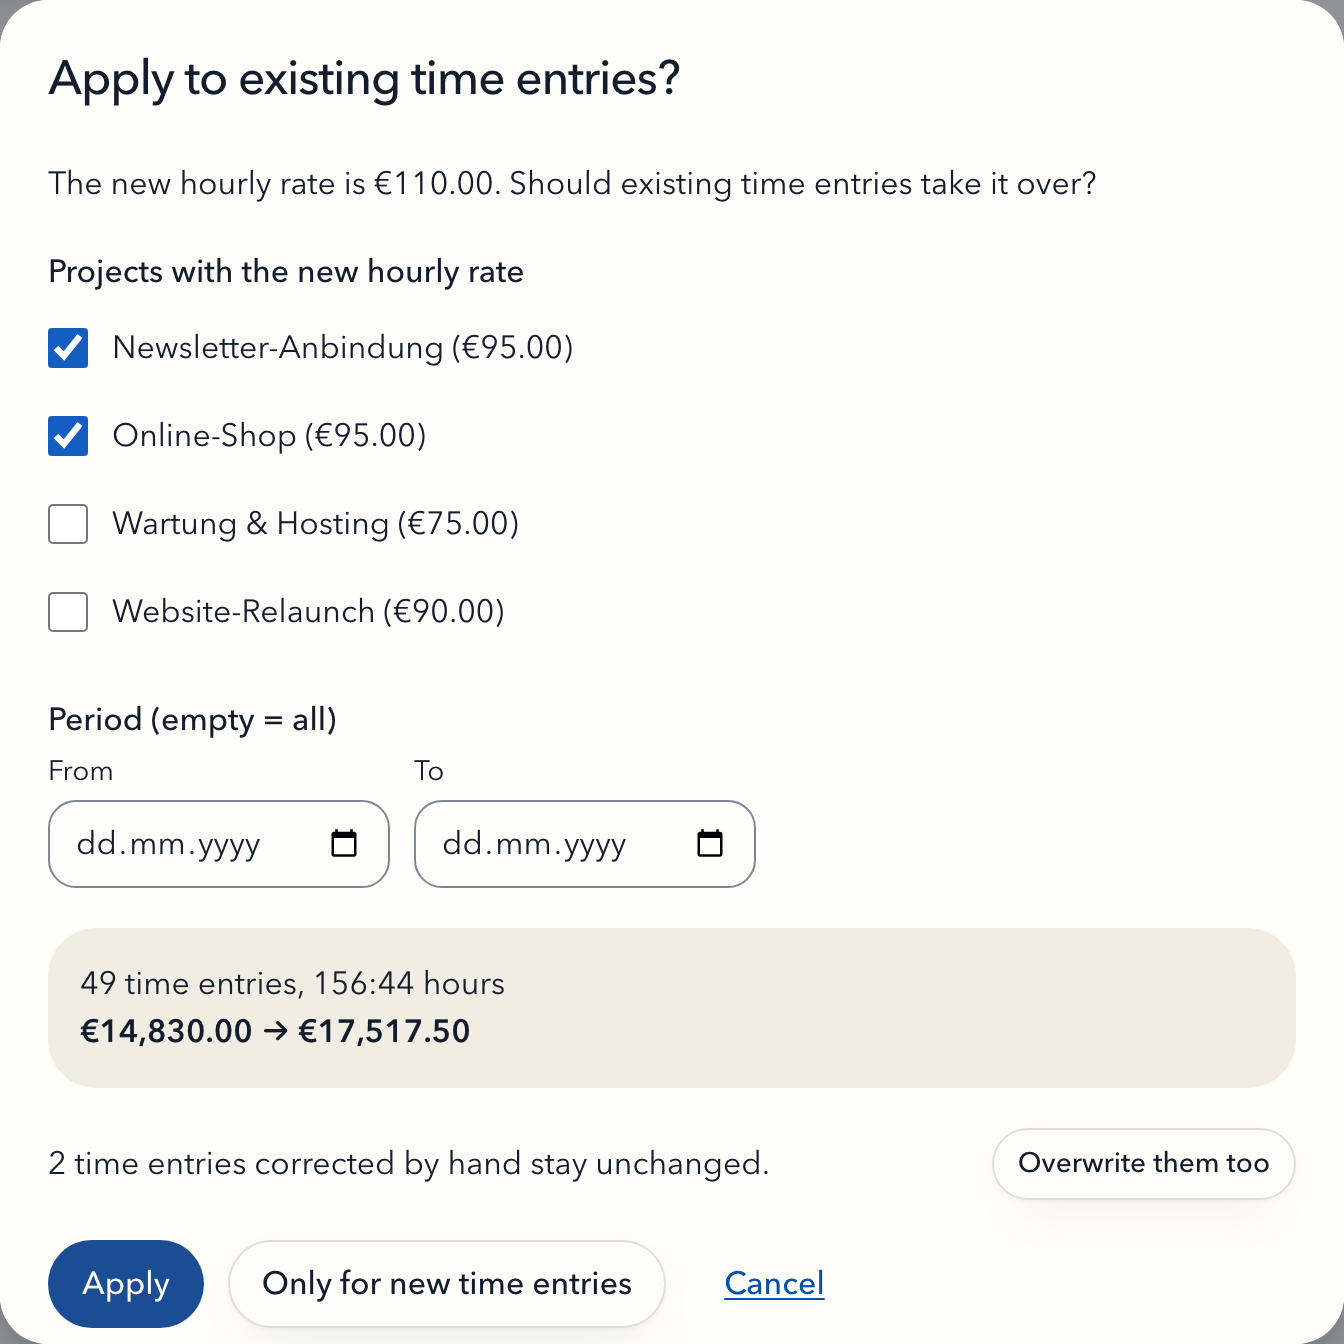 Apply to existing time entries?
The new hourly rate is €110.00. Should existing time entries take it over?
Projects with the new hourly rate
Newsletter-Anbindung (€95.00)
Online-Shop (€95.00)
Wartung & Hosting (€75.00)
Website-Relaunch (€90.00)
Period (empty = all)
From To
dd.mm.yyyy dd.mm.yyyy
49 time entries, 156:44 hours
€14,830.00 → €17,517.50
2 time entries corrected by hand stay unchanged. Overwrite them too
Apply Only for new time entries Cancel